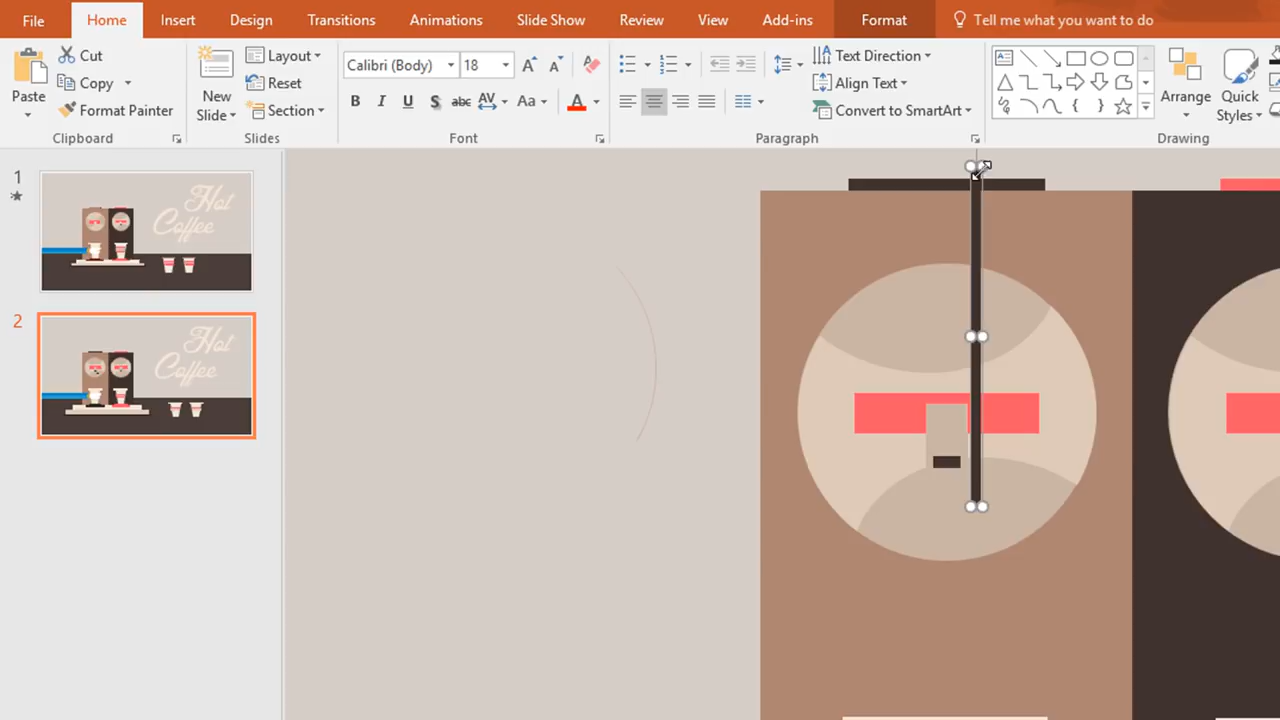 File Home Insert Design Transitions Animations Slide Show Review View Add-ins Format Tell me what you want to do
Paste
Cut
Copy
Format Painter
Clipboard
New
Slide
Layout
Reset
Section
Slides
Calibri (Body) 18
A A
B I U S abc AV Aa A
Font
Text Direction
Align Text
Convert to SmartArt
Paragraph
Arrange
Quick
Styles
Drawing
1
Hot
Coffee
2
Hot
Coffee